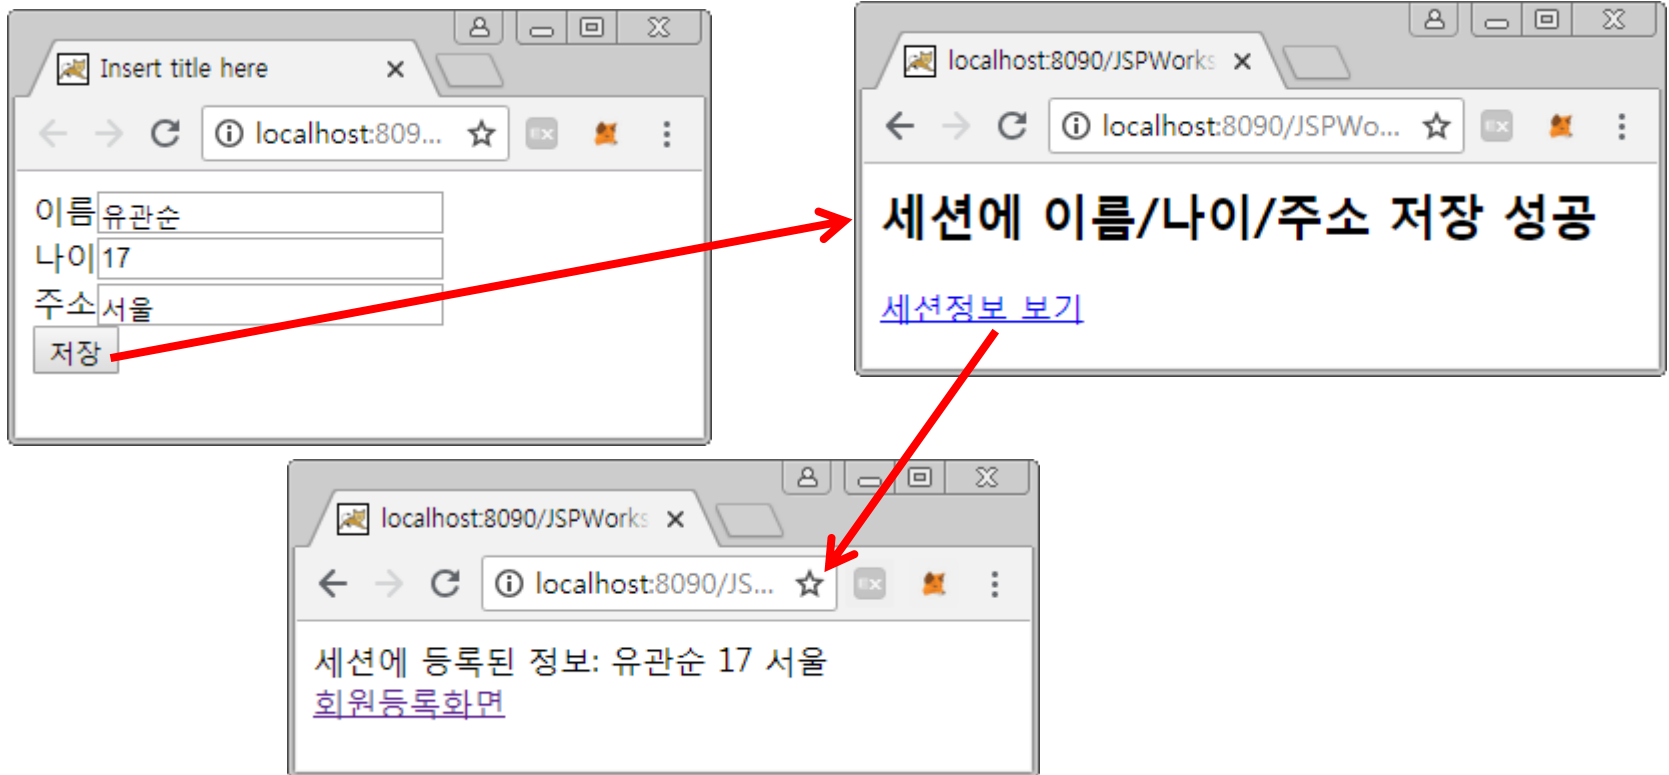 Insert title here
localhost:809...
이름 유관순
나이 17
주소 서울
저장
localhost:8090/JSPWorks
localhost:8090/JSPWo...
세션에 이름/나이/주소 저장 성공
세션정보 보기
localhost:8090/JSPWorks
localhost:8090/JS...
세션에 등록된 정보: 유관순 17 서울
회원등록화면